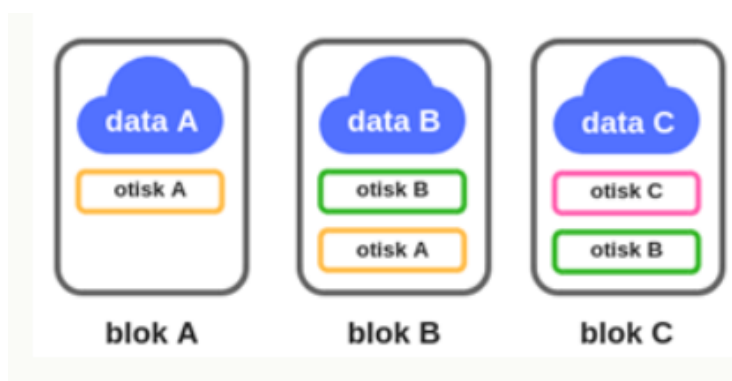 data A
data B
data C
otisk A
otisk B
otisk C
otisk A
otisk B
blok A
blok B
blok C